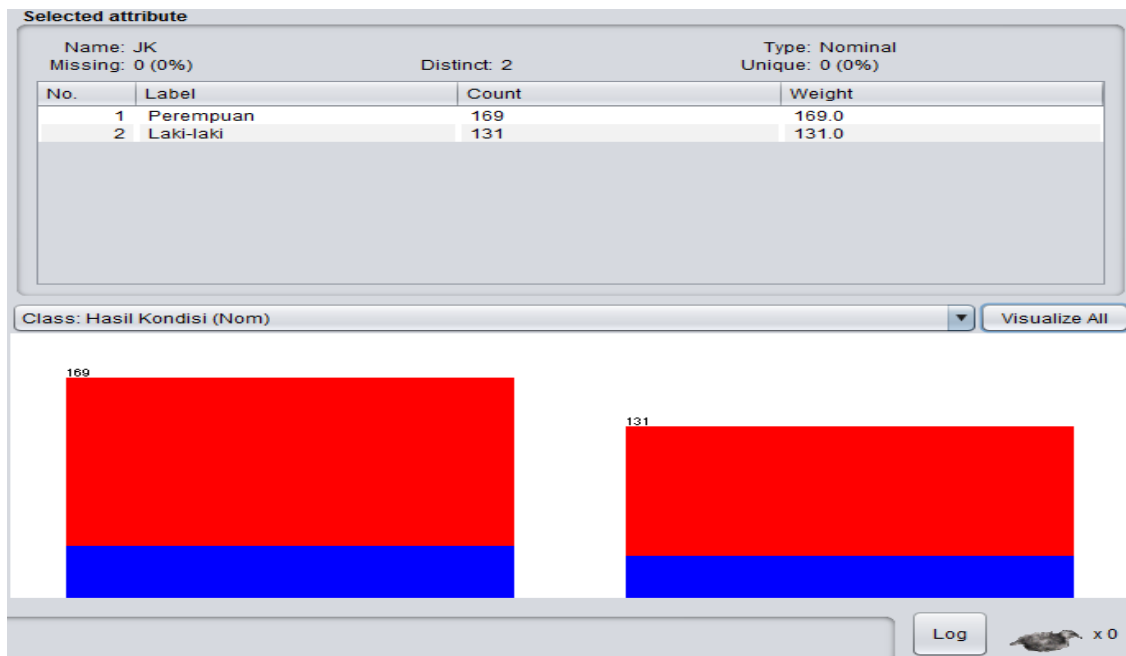 Selected attribute
Name: JK Type: Nominal
Missing: 0 (0%) Distinct: 2 Unique: 0 (0%)
No. Label Count Weight
1 Perempuan 169 169.0
2 Laki-laki 131 131.0
Class: Hasil Kondisi (Nom) Visualize All
169
131
Log x 0